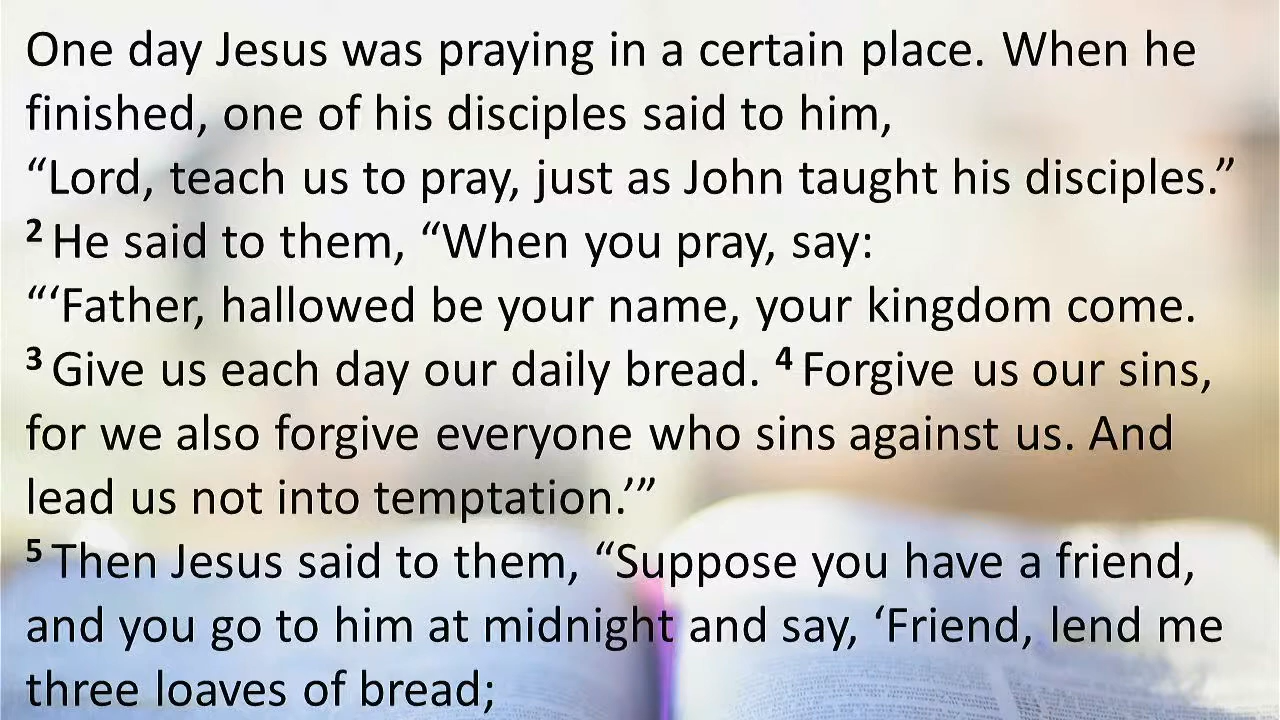 One day Jesus was praying in a certain place. When he
finished, one of his disciples said to him,
“Lord, teach us to pray, just as John taught his disciples.”
² He said to them, “When you pray, say:
“‘Father, hallowed be your name, your kingdom come.
³ Give us each day our daily bread. ⁴ Forgive us our sins,
for we also forgive everyone who sins against us. And
lead us not into temptation.’”
⁵ Then Jesus said to them, “Suppose you have a friend,
and you go to him at midnight and say, ‘Friend, lend me
three loaves of bread;